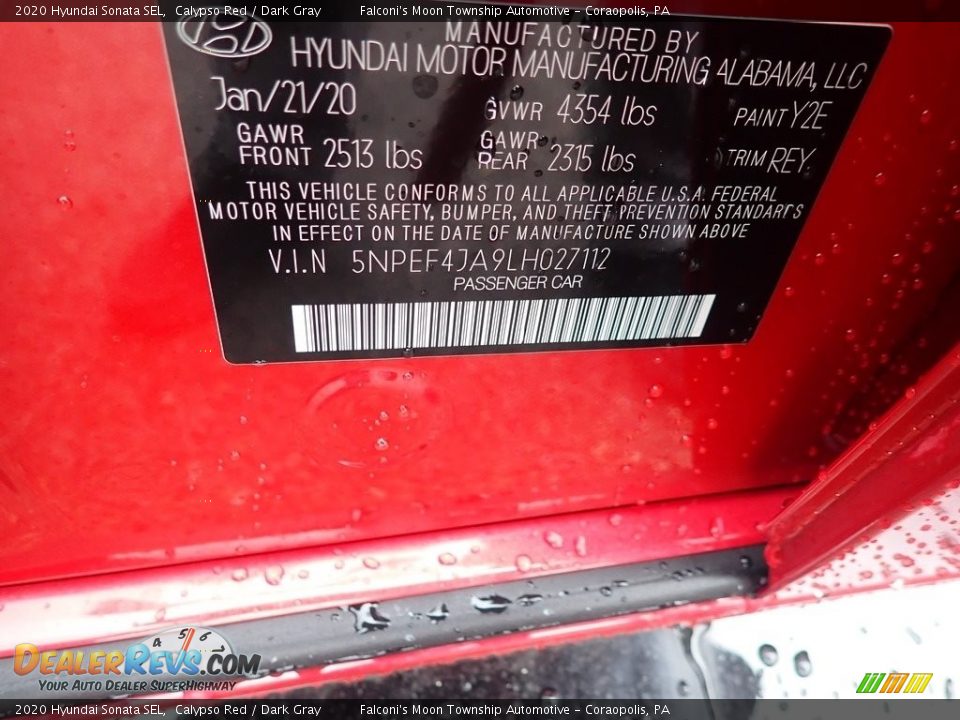 2020 Hyundai Sonata SEL, Calypso Red / Dark Gray Falconi's Moon Township Automotive - Coraopolis, PA
MANUFACTURED BY
HYUNDAI MOTOR MANUFACTURING ALABAMA, LLC
Jan/21/20 GVWR 4354 lbs PAINT Y2E
GAWR FRONT 2513 lbs GAWR REAR 2315 lbs TRIM REY
THIS VEHICLE CONFORMS TO ALL APPLICABLE U.S.A. FEDERAL
MOTOR VEHICLE SAFETY, BUMPER, AND THEFT PREVENTION STANDARDS
IN EFFECT ON THE DATE OF MANUFACTURE SHOWN ABOVE
V.I.N 5NPEF4JA9LH027112
PASSENGER CAR
4 5 6
DEALERREVS.COM
YOUR AUTO DEALER SUPERHIGHWAY
2020 Hyundai Sonata SEL, Calypso Red / Dark Gray Falconi's Moon Township Automotive - Coraopolis, PA